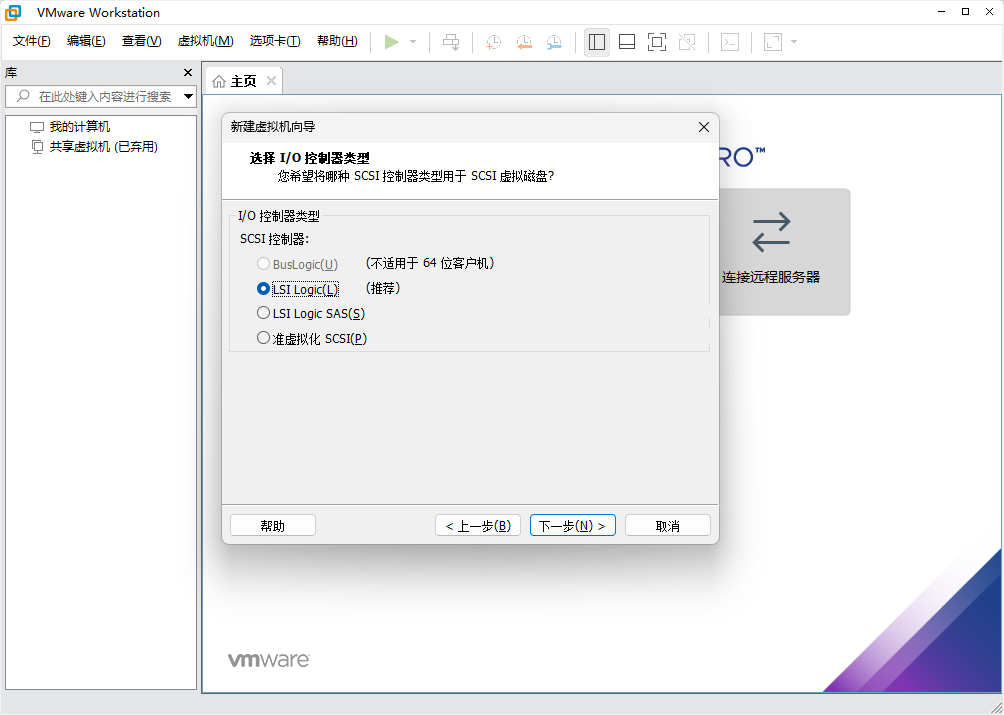 VMware Workstation
文件(F) 编辑(E) 查看(V) 虚拟机(M) 选项卡(T) 帮助(H)
库
主页
在此处键入内容进行搜索
我的计算机
共享虚拟机 (已弃用)
新建虚拟机向导
选择 I/O 控制器类型
您希望将哪种 SCSI 控制器类型用于 SCSI 虚拟磁盘?
RO™
I/O 控制器类型
SCSI 控制器:
BusLogic(U) (不适用于 64 位客户机)
LSI Logic(L) (推荐)
LSI Logic SAS(S)
准虚拟化 SCSI(P)
连接远程服务器
帮助 < 上一步(B) 下一步(N) > 取消
vmware